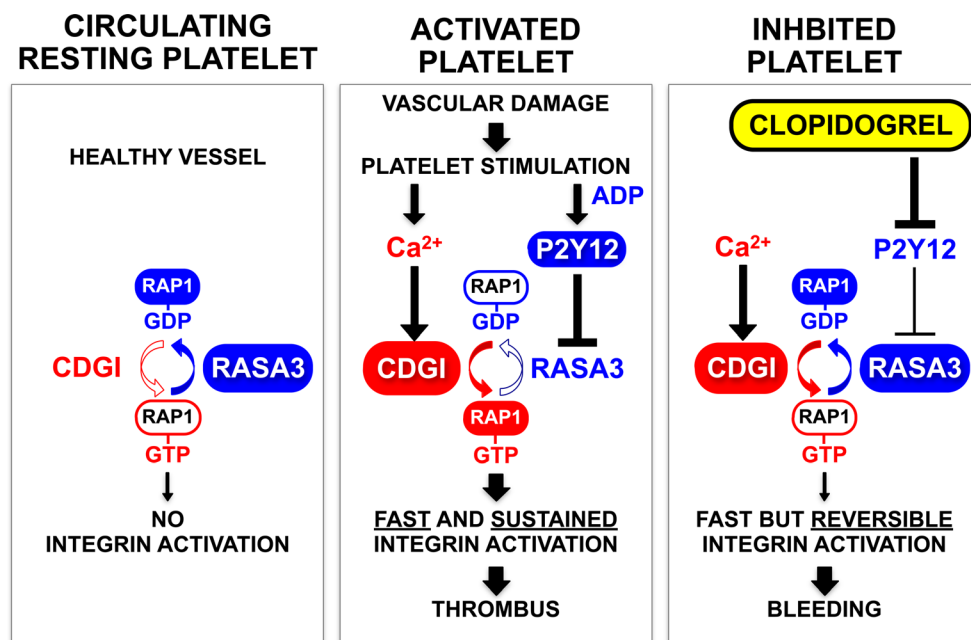 CIRCULATING
RESTING PLATELET
HEALTHY VESSEL
RAP1
GDP
CDGI
RASA3
RAP1
GTP
NO
INTEGRIN ACTIVATION
ACTIVATED
PLATELET
VASCULAR DAMAGE
PLATELET STIMULATION
ADP
Ca²⁺
P2Y12
RAP1
GDP
CDGI
RASA3
RAP1
GTP
FAST AND SUSTAINED
INTEGRIN ACTIVATION
THROMBUS
INHBITED
PLATELET
CLOPIDOGREL
Ca²⁺
P2Y12
RAP1
GDP
CDGI
RASA3
RAP1
GTP
FAST BUT REVERSIBLE
INTEGRIN ACTIVATION
BLEEDING